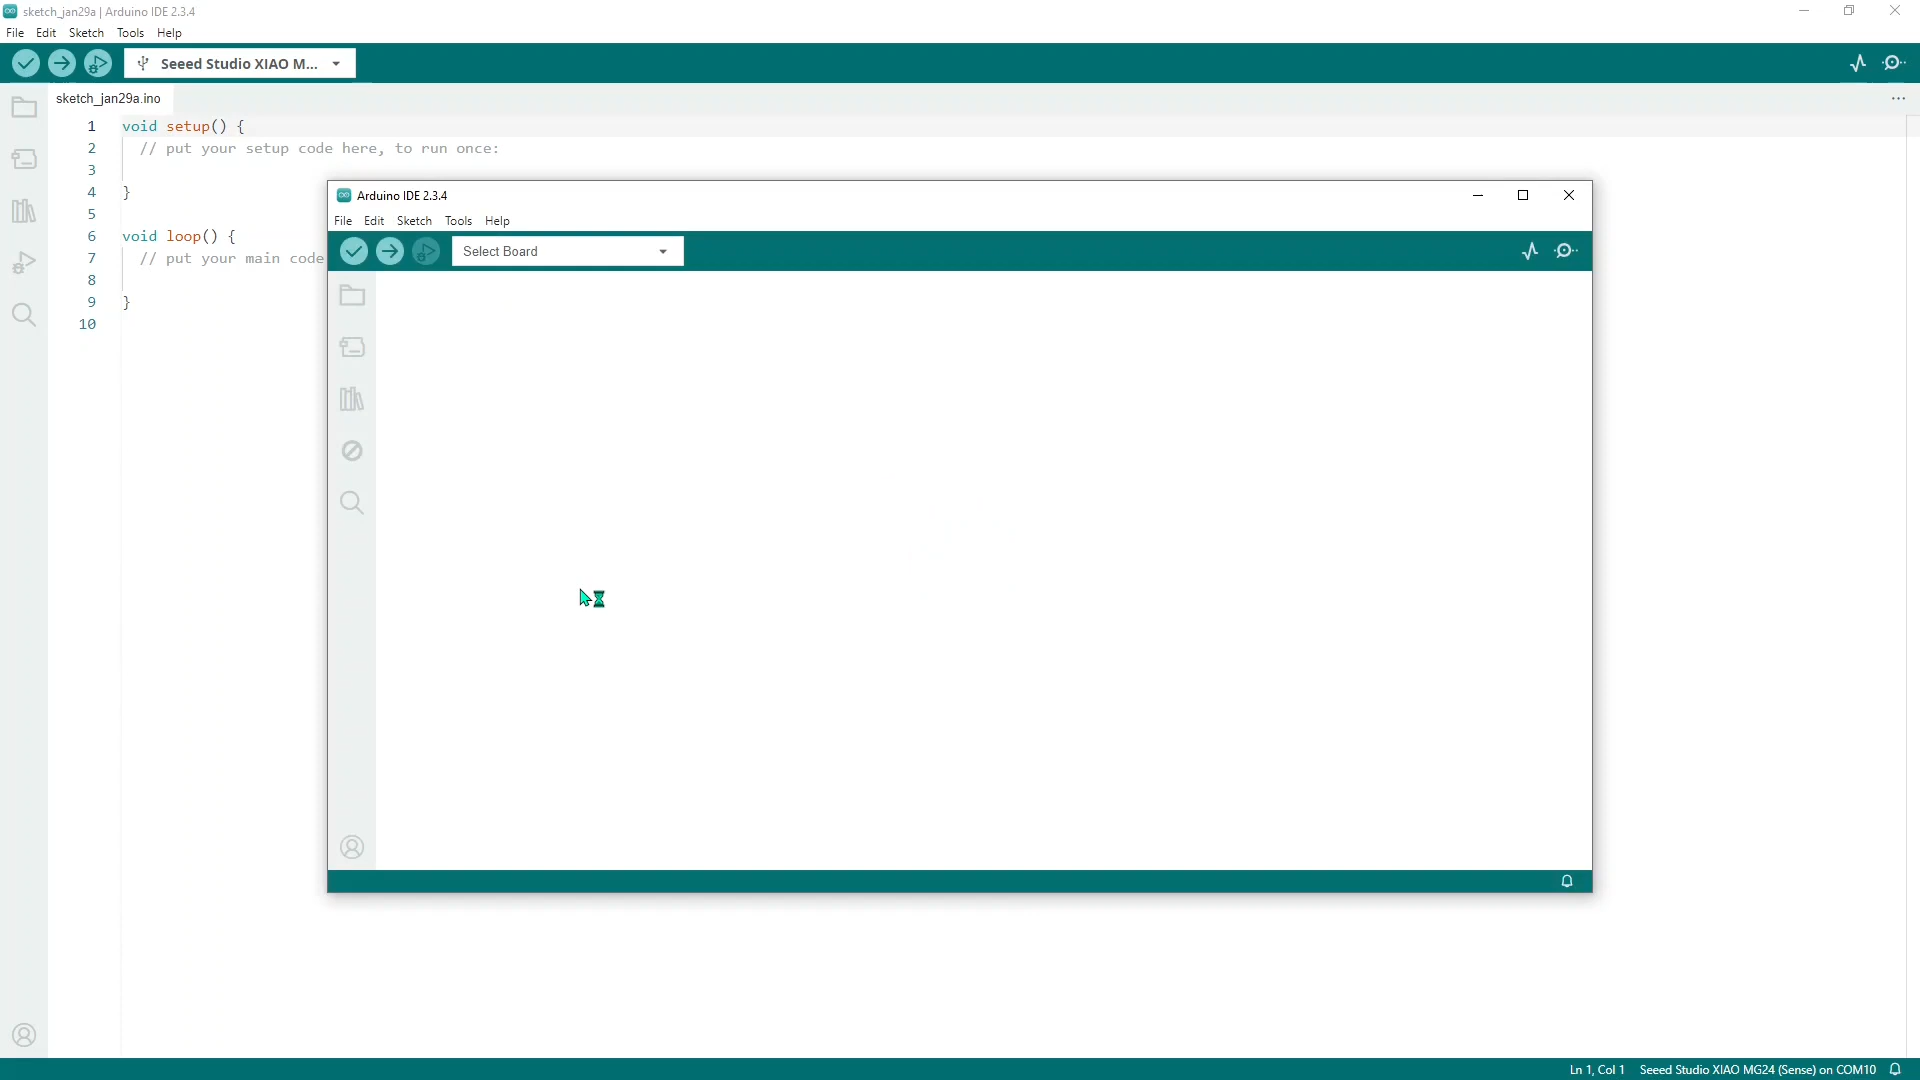 sketch_jan29a | Arduino IDE 2.3.4
File Edit Sketch Tools Help
Seeed Studio XIAO M...
sketch_jan29a.ino
1 void setup() {
2 // put your setup code here, to run once:
3
4 }
5
6 void loop() {
7 // put your main code
8
9 }
10
Arduino IDE 2.3.4
File Edit Sketch Tools Help
Select Board
Ln 1, Col 1 Seeed Studio XIAO MG24 (Sense) on COM10